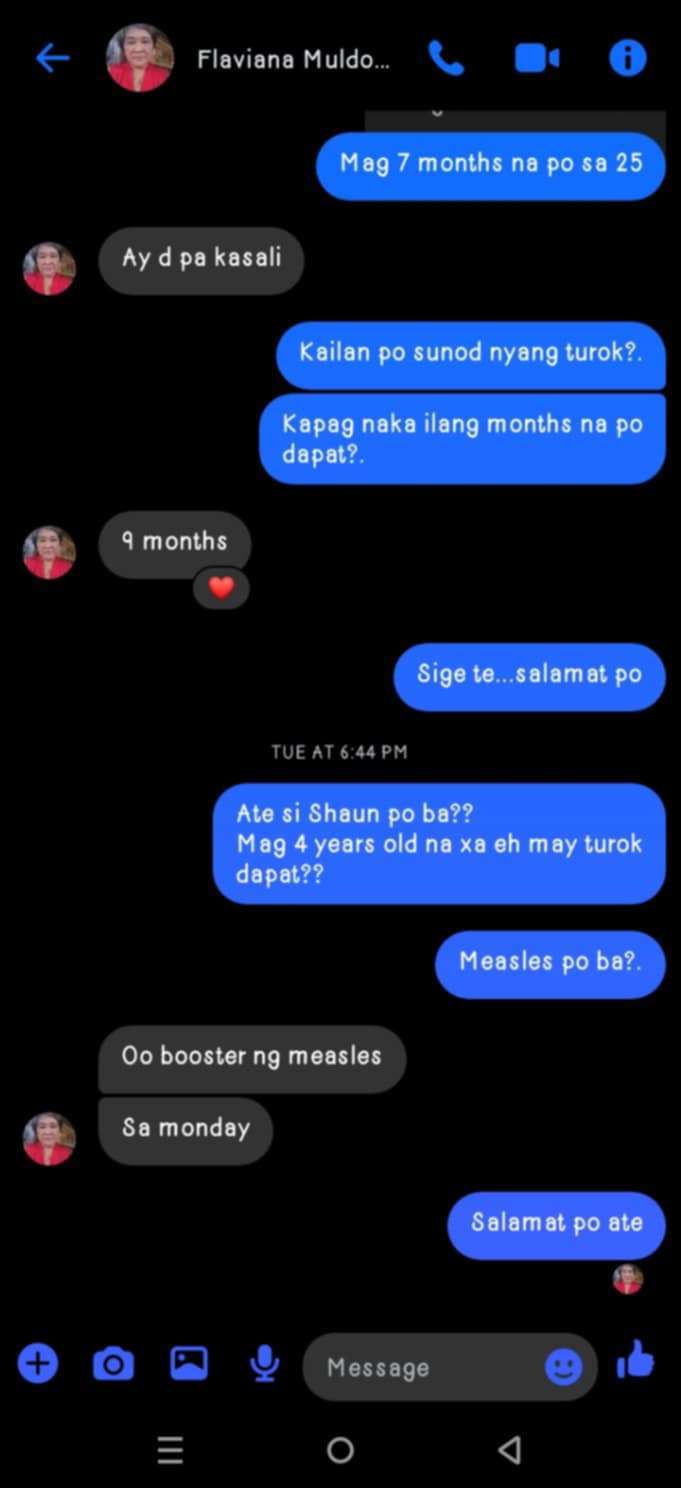 Flaviana Muldo...
Mag 7 months na po sa 25
Ay d pa kasali
Kailan po sunod nyang turok?.
Kapag naka ilang months na po
dapat?.
9 months
Sige te...salamat po
TUE AT 6:44 PM
Ate si Shaun po ba??
Mag 4 years old na xa eh may turok
dapat??
Measles po ba?.
Oo booster ng measles
Sa monday
Salamat po ate
Message